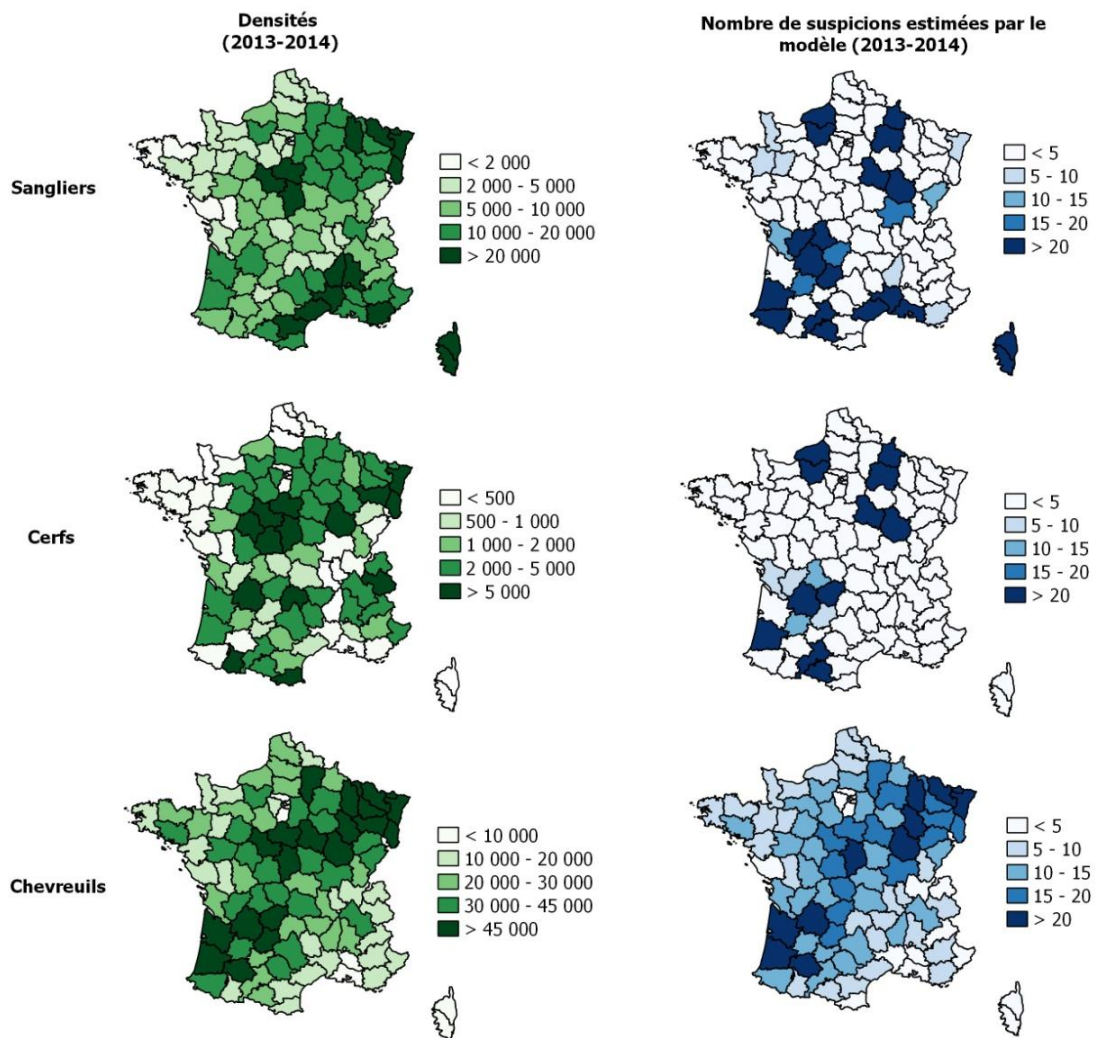 Densités
(2013-2014)
Nombre de suspicions estimées par le
modèle (2013-2014)
Sangliers
< 2 000
2 000 - 5 000
5 000 - 10 000
10 000 - 20 000
> 20 000
< 5
5 - 10
10 - 15
15 - 20
> 20
Cerfs
< 500
500 - 1 000
1 000 - 2 000
2 000 - 5 000
> 5 000
< 5
5 - 10
10 - 15
15 - 20
> 20
Chevreuils
< 10 000
10 000 - 20 000
20 000 - 30 000
30 000 - 45 000
> 45 000
< 5
5 - 10
10 - 15
15 - 20
> 20